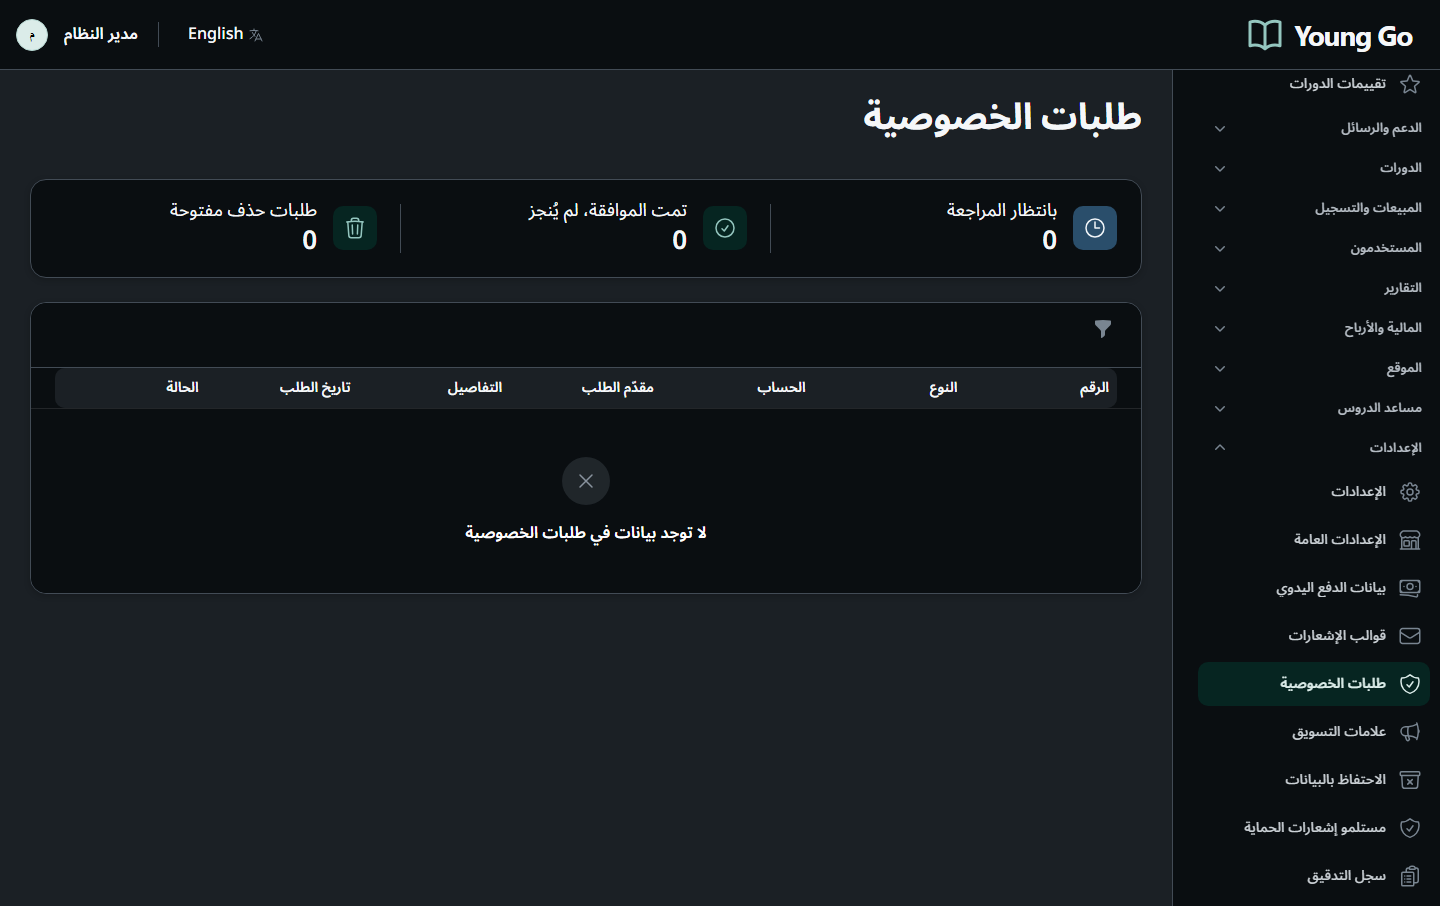 Young Go
English
مدير النظام
م
تقييمات الدورات
الدعم والرسائل
الدورات
المبيعات والتسجيل
المستخدمون
التقارير
المالية والأرباح
الموقع
مساعد الدروس
الإعدادات
الإعدادات
الإعدادات العامة
بيانات الدفع اليدوي
قوالب الإشعارات
طلبات الخصوصية
علامات التسويق
الاحتفاظ بالبيانات
مستلمو إشعارات الحماية
سجل التدقيق
طلبات الخصوصية
بانتظار المراجعة
0
تمت الموافقة، لم يُنجز
0
طلبات حذف مفتوحة
0
الرقم النوع الحساب مقدّم الطلب التفاصيل تاريخ الطلب الحالة
لا توجد بيانات في طلبات الخصوصية